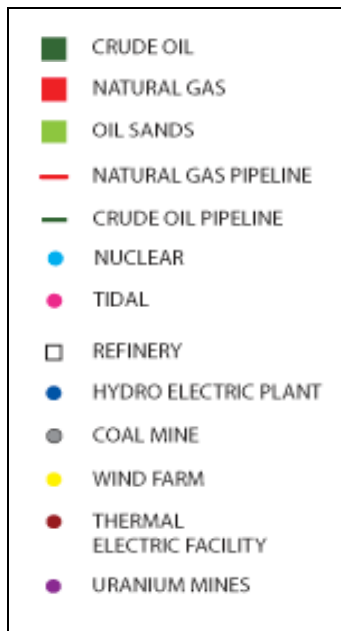 CRUDE OIL
NATURAL GAS
OIL SANDS
NATURAL GAS PIPELINE
CRUDE OIL PIPELINE
NUCLEAR
TIDAL
REFINERY
HYDRO ELECTRIC PLANT
COAL MINE
WIND FARM
THERMAL
ELECTRIC FACILITY
URANIUM MINES